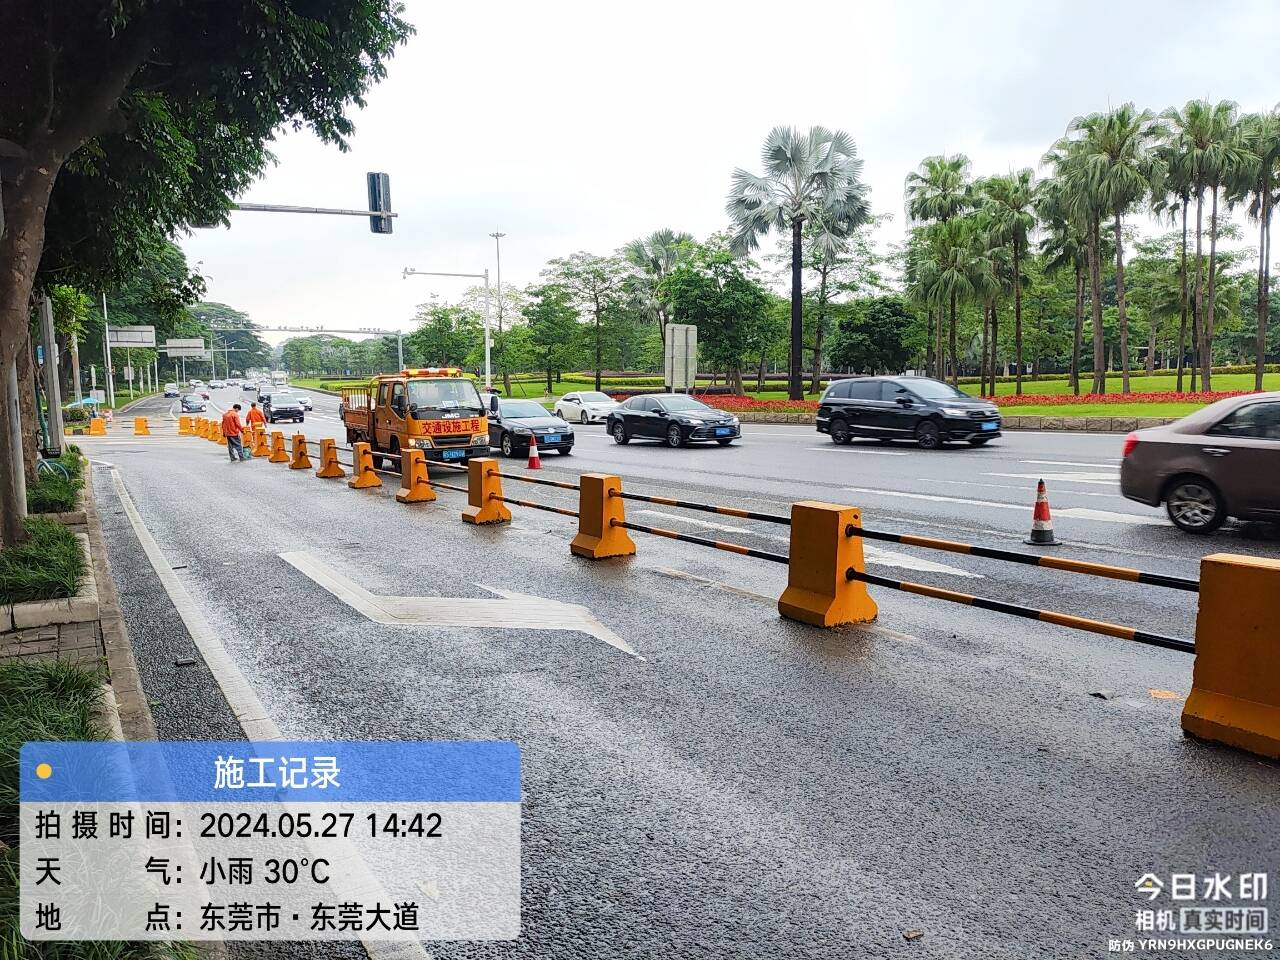 交通设施工程
施工记录
拍摄时间：2024.05.27 14:42
天气：小雨 30°C
地点：东莞市·东莞大道
今日水印
相机 真实时间
防伪 YRN9HXGPUGNEK6